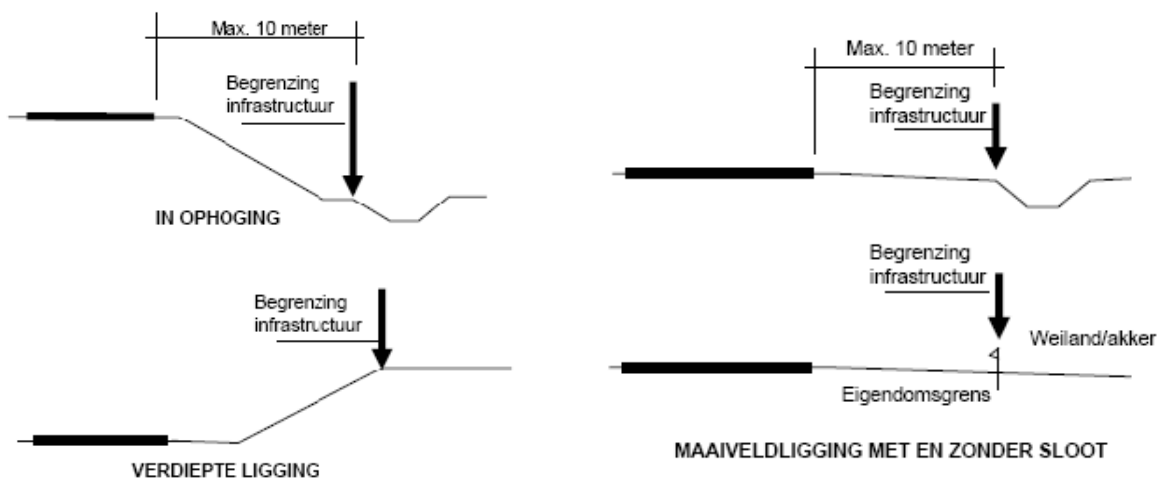 Max. 10 meter
Begrenzing
infrastructuur
IN OPHOGING
Begrenzing
infrastructuur
VERDIEPTE LIGGING
Max. 10 meter
Begrenzing
infrastructuur
Begrenzing
infrastructuur
Weiland/akker
Eigendomsgrens
MAAIVELDLIGGING MET EN ZONDER SLOOT